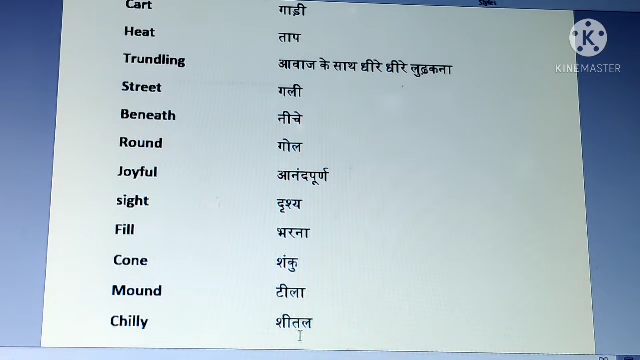 Styles
Cart गाड़ी
Heat ताप
Trundling आवाज के साथ धीरे धीरे लुढ़कना
Street गली
Beneath नीचे
Round गोल
Joyful आनंदपूर्ण
sight दृश्य
Fill भरना
Cone शंकु
Mound टीला
Chilly शीतल
KINEMASTER